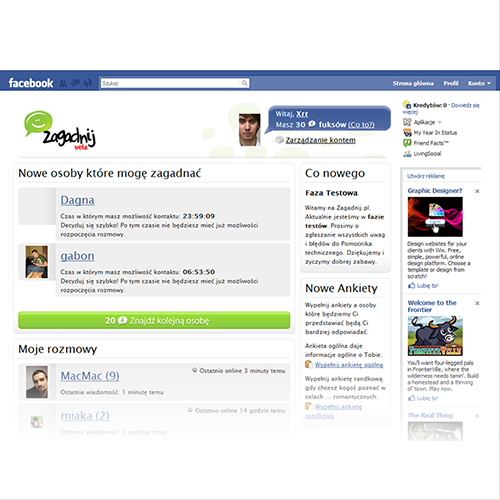 facebook
Szukaj
Strona główna Profil Konto
Zagadnij
beta
Witaj, Xrr
Masz 30 fuksów (Co to?)
Zarządzanie kontem
Kredytów: 0 · Dowiedz się
więcej
Aplikacje
My Year In Status
Friend Facts™
LivingSocial
Nowe osoby które mogę zagadnać
Dagna
Czas w którym masz możliwość kontaktu: 23:59:09
Decyduj się szybko! Po tym czasie nie będziesz mieć już możliwości
rozpoczęcia rozmowy.
gabon
Czas w którym masz możliwość kontaktu: 06:53:50
Decyduj się szybko! Po tym czasie nie będziesz mieć już możliwości
rozpoczęcia rozmowy.
20 Znajdź kolejną osobę
Moje rozmowy
MacMac (9)
Ostatnio online 3 minuty temu
Ostatnia wiadomość: 1 minuty temu
miaka (2)
Ostatnio online 14 godzin temu
Ostatnia wiadomość: 3 godziny temu
Co nowego
Faza Testowa
Witamy na Zagadnij.pl.
Aktualnie jesteśmy w fazie
testów. Prosimy o
zgłaszanie wszystkich uwag
i błędów do Pomocnika
technicznego. Dziękujemy i
życzymy dobrej zabawy.
Nowe Ankiety
Wypełnij ankiety a osoby
które będziemy Ci
przedstawiać będą Ci
bardziej odpowiadać.
Ankieta ogólna daje
informacje ogólne o Tobie.
Wypełnij ankietę ogólną
Wypełnij ankietę randkową
gdy chcesz kogoś poznać w
celach ... romantycznych.
Wypełnij ankietę
randkową
Utwórz reklamę
Graphic Designer?
Design websites for your
clients with Wix. Free,
simple, powerful, online
design platform. Choose a
template or design from
scratch!
Lubię to!
Welcome to the
Frontier
FRONTIERVILLE
You'll want four-legged pals
in FrontierVille, where the
wilderness needs tamin'. Build
a homestead and a thriving
of town. Play now.
Lubię to!
The Real Thing